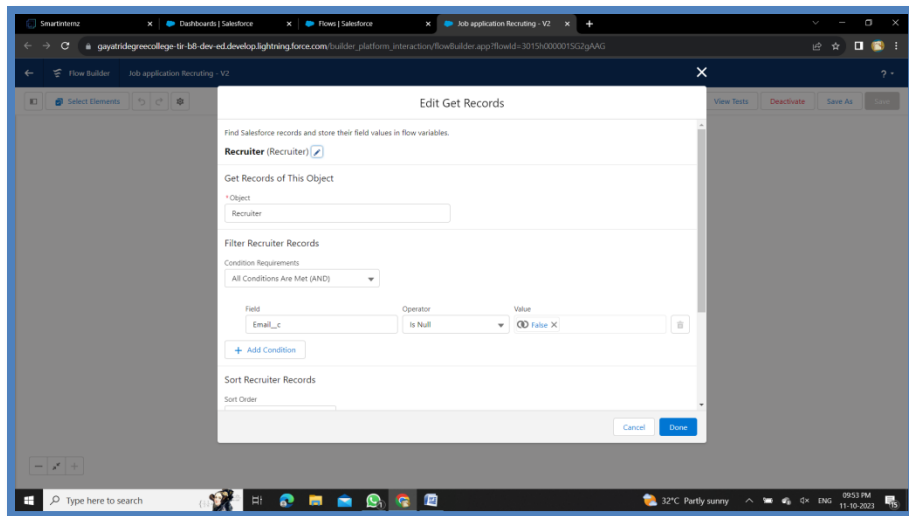 Smartinternz
Dashboards | Salesforce
Flows | Salesforce
Job application Recruting - V2
gayatridegreecollege-tir-b8-dev-ed.develop.lightning.force.com/builder_platform_interaction/flowBuilder.app?flowId=3015h000001SG2gAAG
Flow Builder
Job application Recruting - V2
?
Select Elements
View Tests
Deactivate
Save As
Save
Edit Get Records
Find Salesforce records and store their field values in flow variables.
Recruiter (Recruiter)
Get Records of This Object
*Object
Recruiter
Filter Recruiter Records
Condition Requirements
All Conditions Are Met (AND)
Field Operator Value
Email__c Is Null False
+ Add Condition
Sort Recruiter Records
Sort Order
Cancel Done
Type here to search
32°C Partly sunny
ENG
09:53 PM
11-10-2023
15